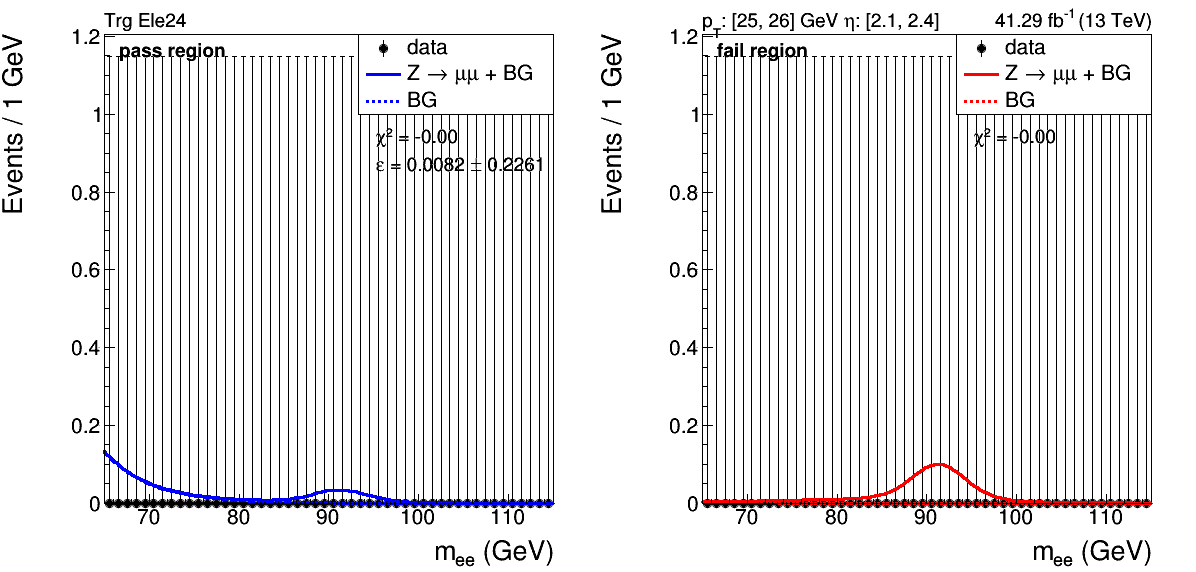 Trg Ele24
pass region
data
Z → μμ + BG
BG
χ² = -0.00
ε = 0.0082 ± 0.2261
Events / 1 GeV
1.2
1
0.8
0.6
0.4
0.2
0
70 80 90 100 110
m_ee (GeV)
p_T: [25, 26] GeV η: [2.1, 2.4] 41.29 fb⁻¹ (13 TeV)
fail region
data
Z → μμ + BG
BG
χ² = -0.00
Events / 1 GeV
1.2
1
0.8
0.6
0.4
0.2
0
70 80 90 100 110
m_ee (GeV)